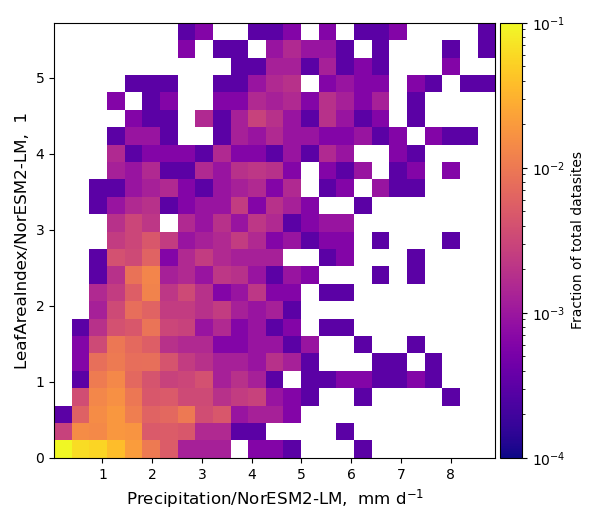 LeafAreaIndex/NorESM2-LM, 1
5
4
3
2
1
0
1 2 3 4 5 6 7 8
Precipitation/NorESM2-LM, mm d⁻¹
10⁻¹
10⁻²
10⁻³
10⁻⁴
Fraction of total datasites